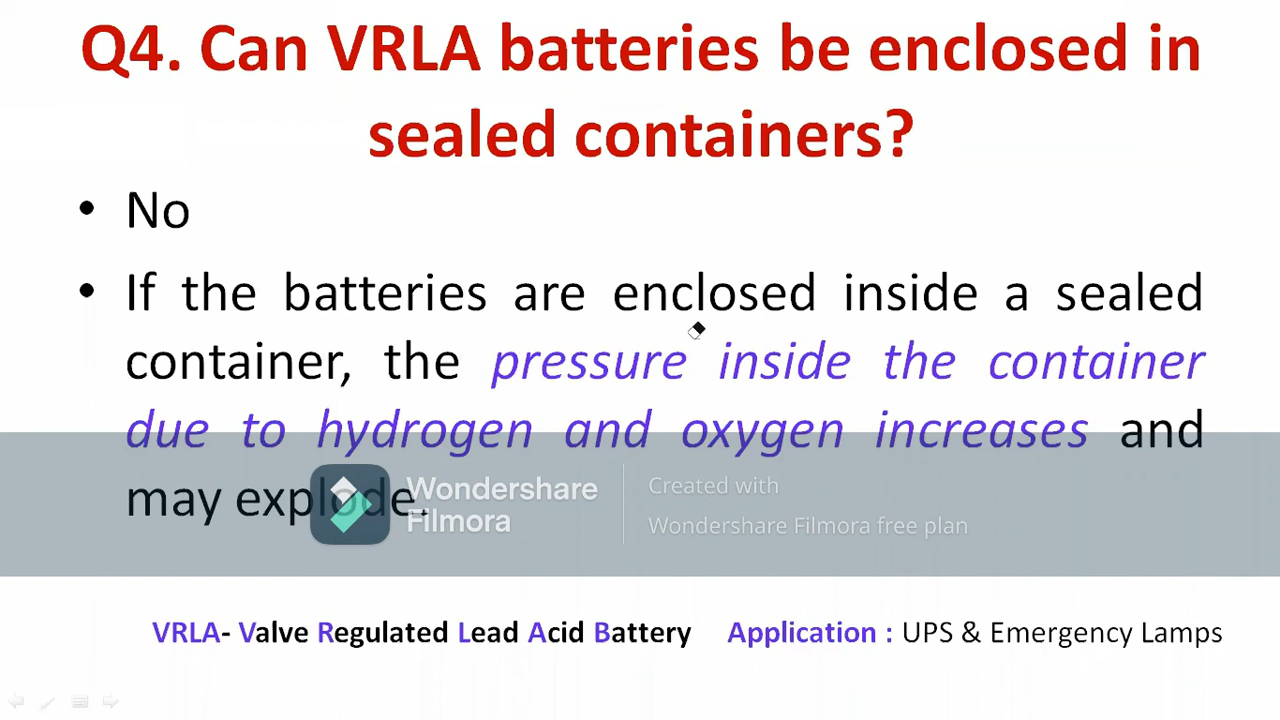 Q4. Can VRLA batteries be enclosed in
sealed containers?
• No
• If the batteries are enclosed inside a sealed
container, the pressure inside the container
due to hydrogen and oxygen increases and
may explode.
Wondershare
Filmora
Created with
Wondershare Filmora free plan
VRLA- Valve Regulated Lead Acid Battery Application : UPS & Emergency Lamps